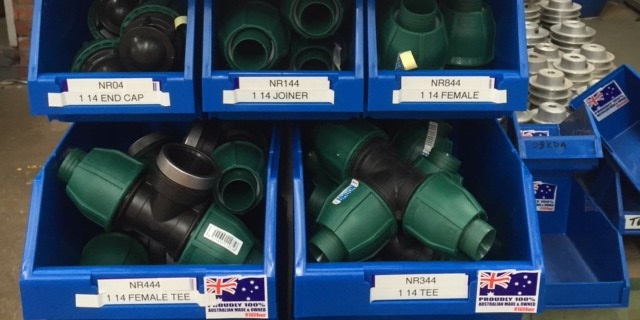 NR04
1 14 END CAP
NR144
1 14 JOINER
NR844
1 14 FEMALE
NR444
1 14 FEMALE TEE
PROUDLY 100%
AUSTRALIAN MADE & OWNED
NR344
1 14 TEE
PROUDLY 100%
AUSTRALIAN MADE & OWNED